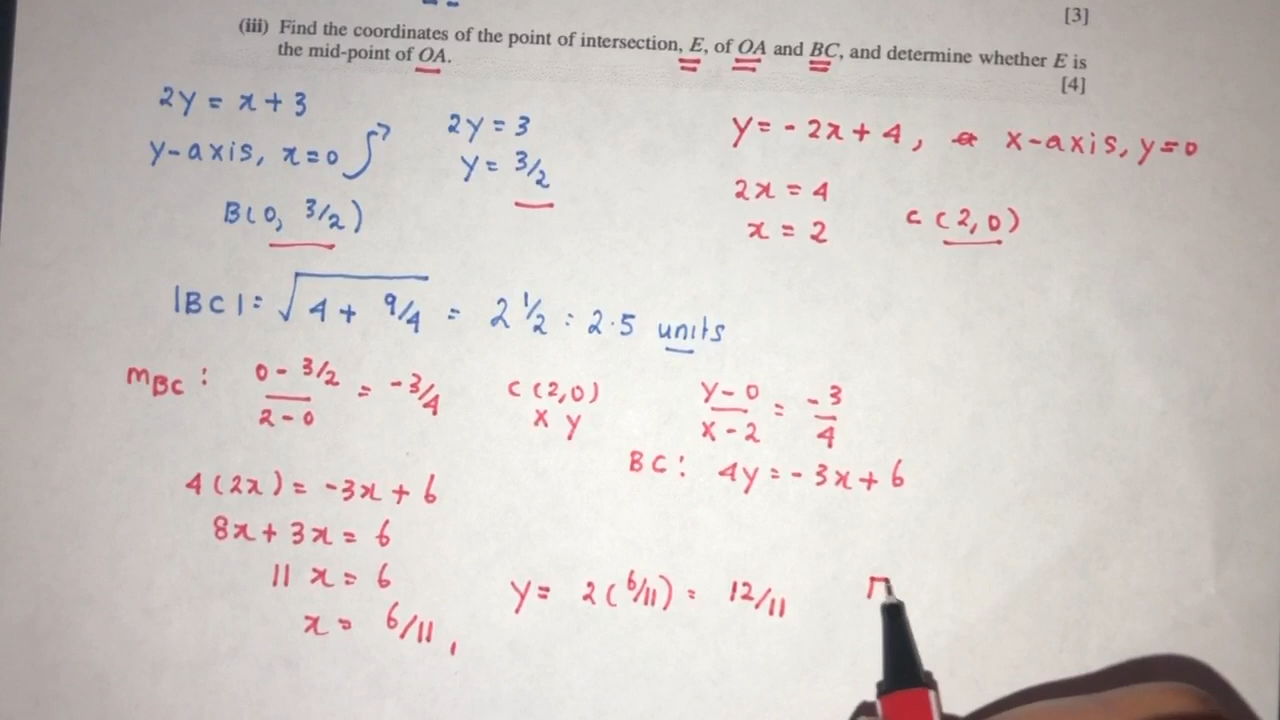 [3]
(iii) Find the coordinates of the point of intersection, E, of OA and BC, and determine whether E is
the mid-point of OA.
[4]
2y = x + 3
y-axis, x=0
2y = 3
y = 3/2
B(0, 3/2)
y = - 2x + 4, x-axis, y=0
2x = 4
x = 2
C (2,0)
|BC| = √4 + 9/4 = 2 1/2 = 2.5 units
mBC : 0 - 3/2 / 2 - 0 = -3/4
C (2,0)
x y
y - 0 / x - 2 = - 3 / 4
BC : 4y = - 3x + 6
4(2x) = -3x + 6
8x + 3x = 6
11 x = 6
x = 6/11,
y = 2(6/11) = 12/11